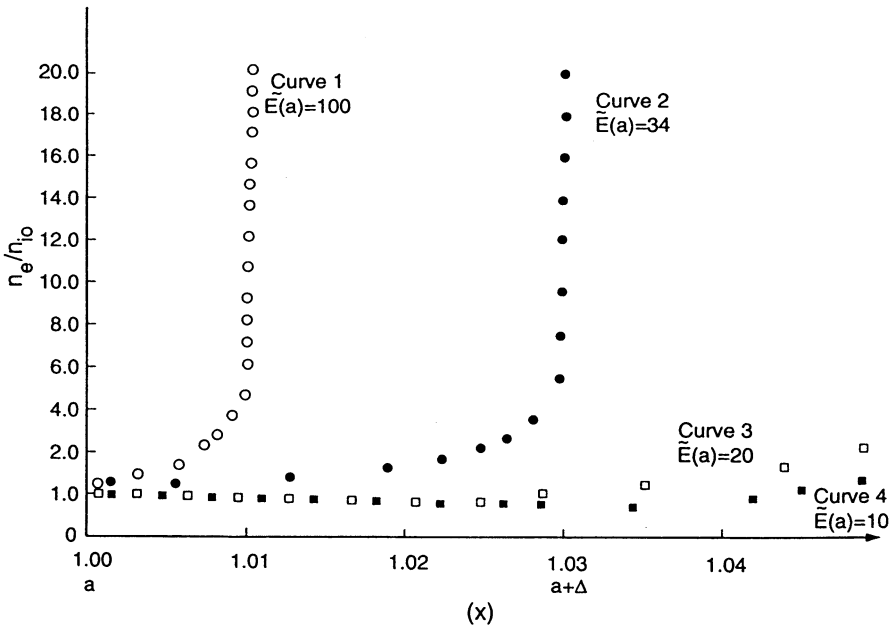 20.0
18.0
16.0
14.0
12.0
10.0
8.0
6.0
4.0
2.0
1.0
0
nₑ/nᵢₒ
Curve 1
Ẽ(a)=100
Curve 2
Ẽ(a)=34
Curve 3
Ẽ(a)=20
Curve 4
Ẽ(a)=10
1.00 1.01 1.02 1.03 1.04
a a+Δ
(x)